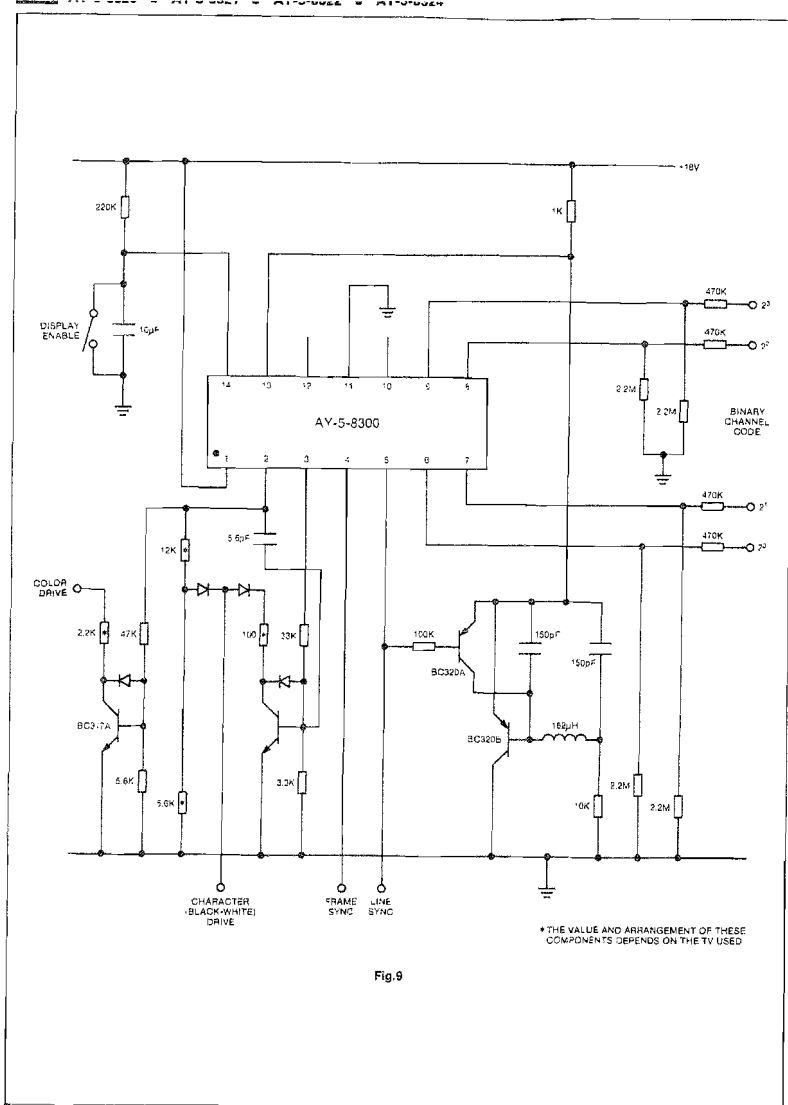 +18V
220K
1K
470K
2³
DISPLAY
ENABLE
10µF
470K
2²
14 13 12 11 10 9 8
2.2M
2.2M
BINARY
CHANNEL
CODE
AY-5-8300
1 2 3 4 5 6 7
470K
2¹
12K*
5.6pF
470K
2⁰
COLOR
DRIVE
2.2K*
47K
100*
33K
100K
150pF
150pF
BC320A
BC317A
BC320B
162µH
5.6K
5.6K*
3.3K
10K
2.2M
2.2M
CHARACTER
(BLACK-WHITE)
DRIVE
FRAME
SYNC
LINE
SYNC
* THE VALUE AND ARRANGEMENT OF THESE
COMPONENTS DEPENDS ON THE TV USED
Fig.9